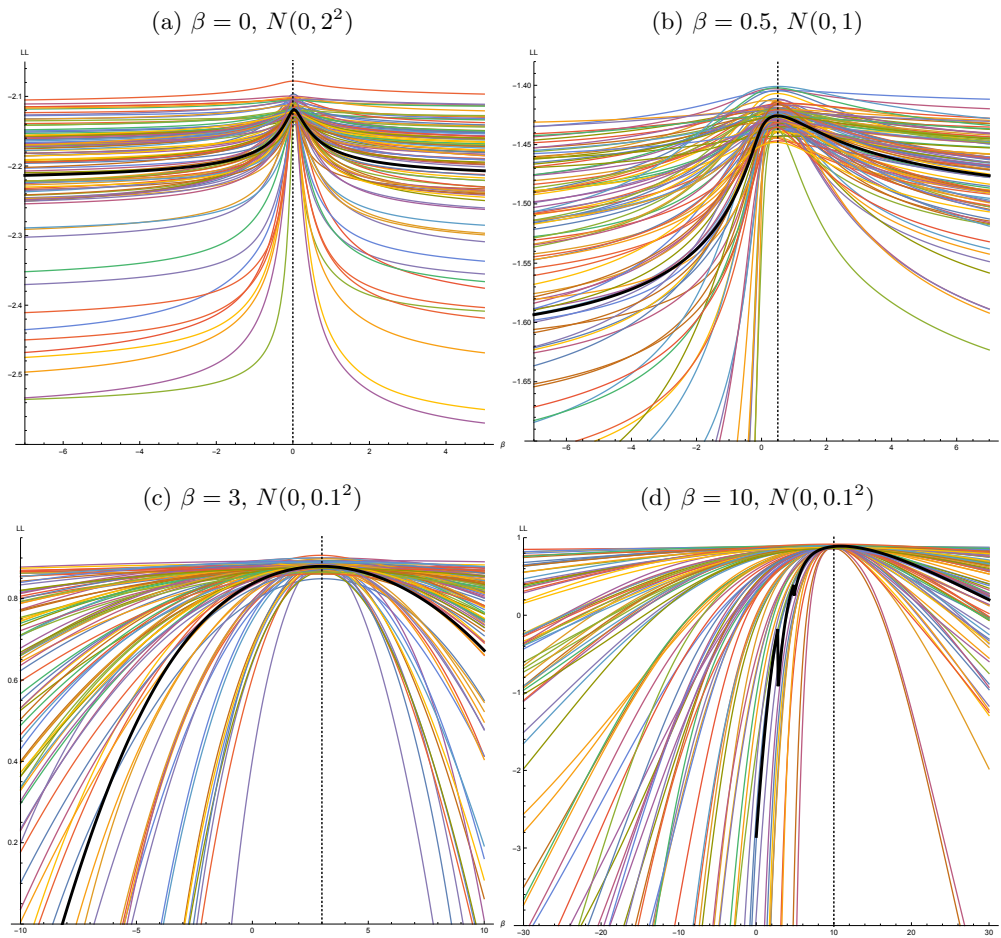 (a) β = 0, N(0, 2²)
(b) β = 0.5, N(0, 1)
LL
-2.1
-2.2
-2.3
-2.4
-2.5
-6 -4 -2 0 2 4 β
LL
-1.40
-1.45
-1.50
-1.55
-1.60
-1.65
-6 -4 -2 0 2 4 6 β
(c) β = 3, N(0, 0.1²)
(d) β = 10, N(0, 0.1²)
LL
0.8
0.6
0.4
0.2
-10 -5 0 5 10 β
LL
1
0
-1
-2
-3
-30 -20 -10 0 10 20 30 β